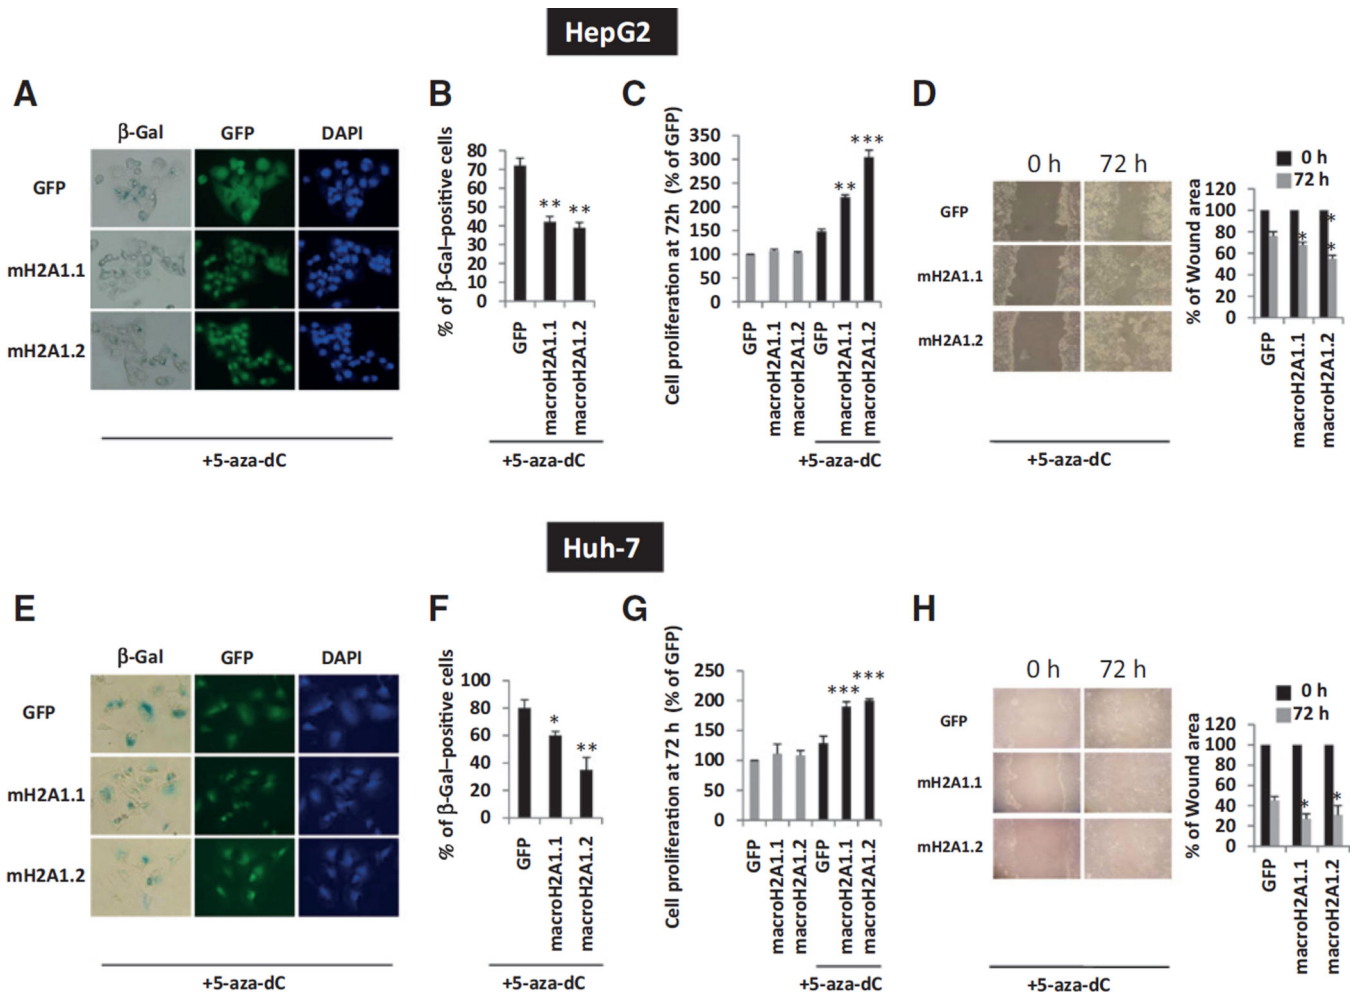 HepG2
A
β-Gal GFP DAPI
GFP
mH2A1.1
mH2A1.2
+5-aza-dC
B
% of β-Gal–positive cells
80
70
60
50
40
30
20
10
0
** **
GFP
macroH2A1.1
macroH2A1.2
+5-aza-dC
C
Cell proliferation at 72h (% of GFP)
350
300
250
200
150
100
50
0
** ***
GFP
macroH2A1.1
macroH2A1.2
GFP
macroH2A1.1
macroH2A1.2
+5-aza-dC
D
0 h 72 h
GFP
mH2A1.1
mH2A1.2
+5-aza-dC
0 h
72 h
% of Wound area
120
100
80
60
40
20
0
* * *
GFP
macroH2A1.1
macroH2A1.2
Huh-7
E
β-Gal GFP DAPI
GFP
mH2A1.1
mH2A1.2
+5-aza-dC
F
% of β-Gal–positive cells
100
80
60
40
20
0
* **
GFP
macroH2A1.1
macroH2A1.2
+5-aza-dC
G
Cell proliferation at 72 h (% of GFP)
250
200
150
100
50
0
*** ***
GFP
macroH2A1.1
macroH2A1.2
GFP
macroH2A1.1
macroH2A1.2
+5-aza-dC
H
0 h 72 h
GFP
mH2A1.1
mH2A1.2
+5-aza-dC
0 h
72 h
% of Wound area
120
100
80
60
40
20
0
* *
GFP
macroH2A1.1
macroH2A1.2